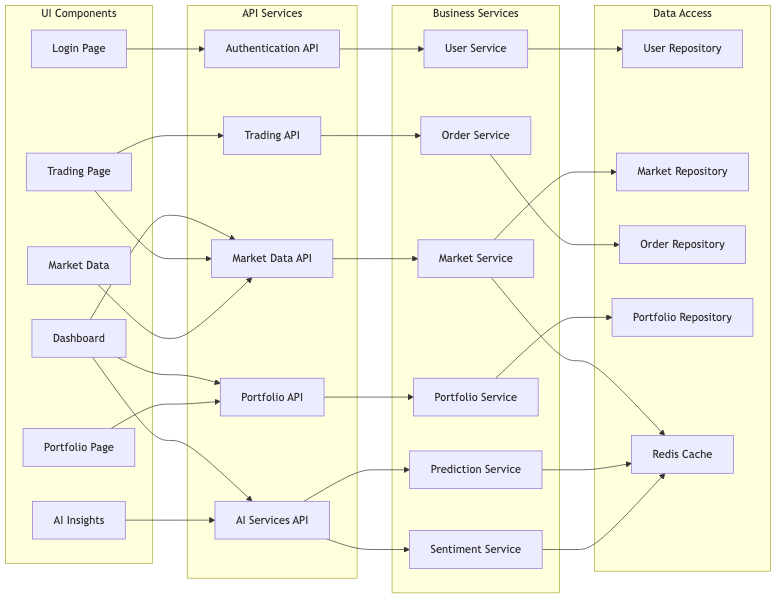 UI Components
API Services
Business Services
Data Access
Login Page
Authentication API
User Service
User Repository
Trading Page
Trading API
Order Service
Market Repository
Market Data
Market Data API
Market Service
Order Repository
Dashboard
Portfolio API
Portfolio Service
Portfolio Repository
Portfolio Page
Prediction Service
Redis Cache
AI Insights
AI Services API
Sentiment Service